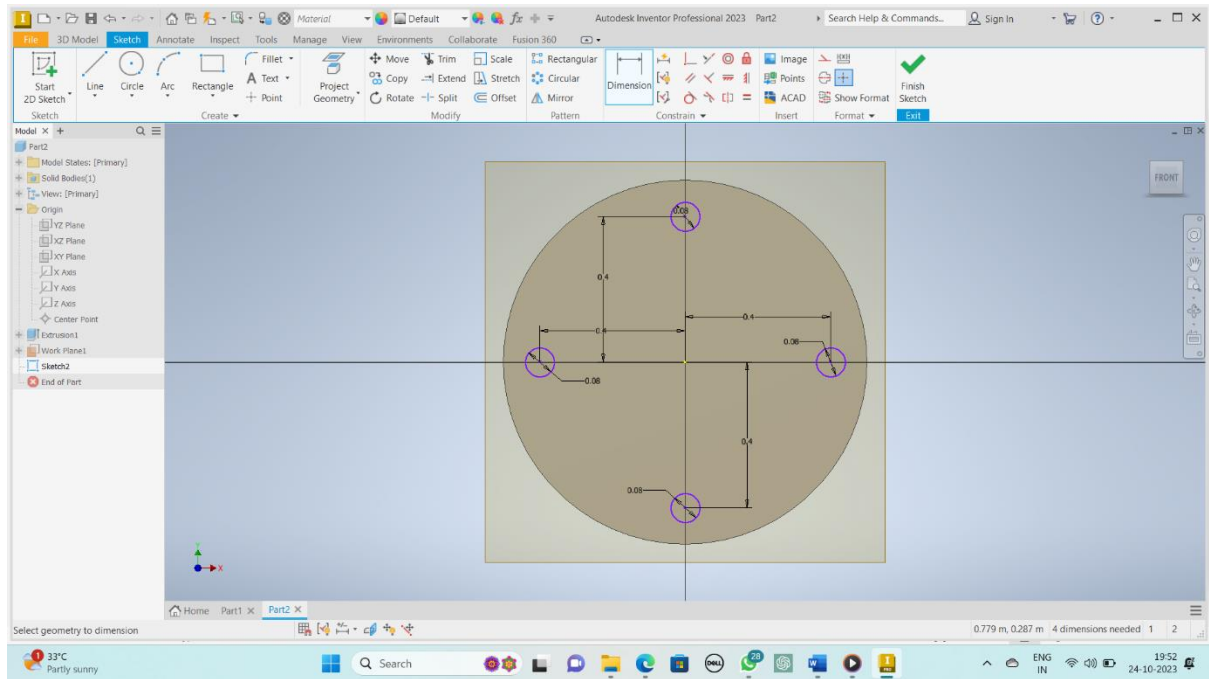 Material
Default
Autodesk Inventor Professional 2023 Part2
Search Help & Commands...
Sign In
File 3D Model Sketch Annotate Inspect Tools Manage View Environments Collaborate Fusion 360
Start
2D Sketch
Line
Circle
Arc
Rectangle
Fillet
Text
Point
Project
Geometry
Move
Copy
Rotate
Trim
Extend
Split
Scale
Stretch
Offset
Rectangular
Circular
Mirror
Dimension
Image
Points
ACAD
Show Format
Finish
Sketch
Sketch Create Modify Pattern Constrain Insert Format Exit
Model
Part2
Model States: [Primary]
Solid Bodies(1)
View: [Primary]
Origin
YZ Plane
XZ Plane
XY Plane
X Axis
Y Axis
Z Axis
Center Point
Extrusion1
Work Plane1
Sketch2
End of Part
FRONT
0.08
0.4
0.4
0.4
0.08
0.08
0.4
0.08
Y
X
Home Part1 Part2
Select geometry to dimension
0.779 m, 0.287 m 4 dimensions needed 1 2
33°C
Partly sunny
Search
DELL
28
PRO
ENG
IN
19:52
24-10-2023